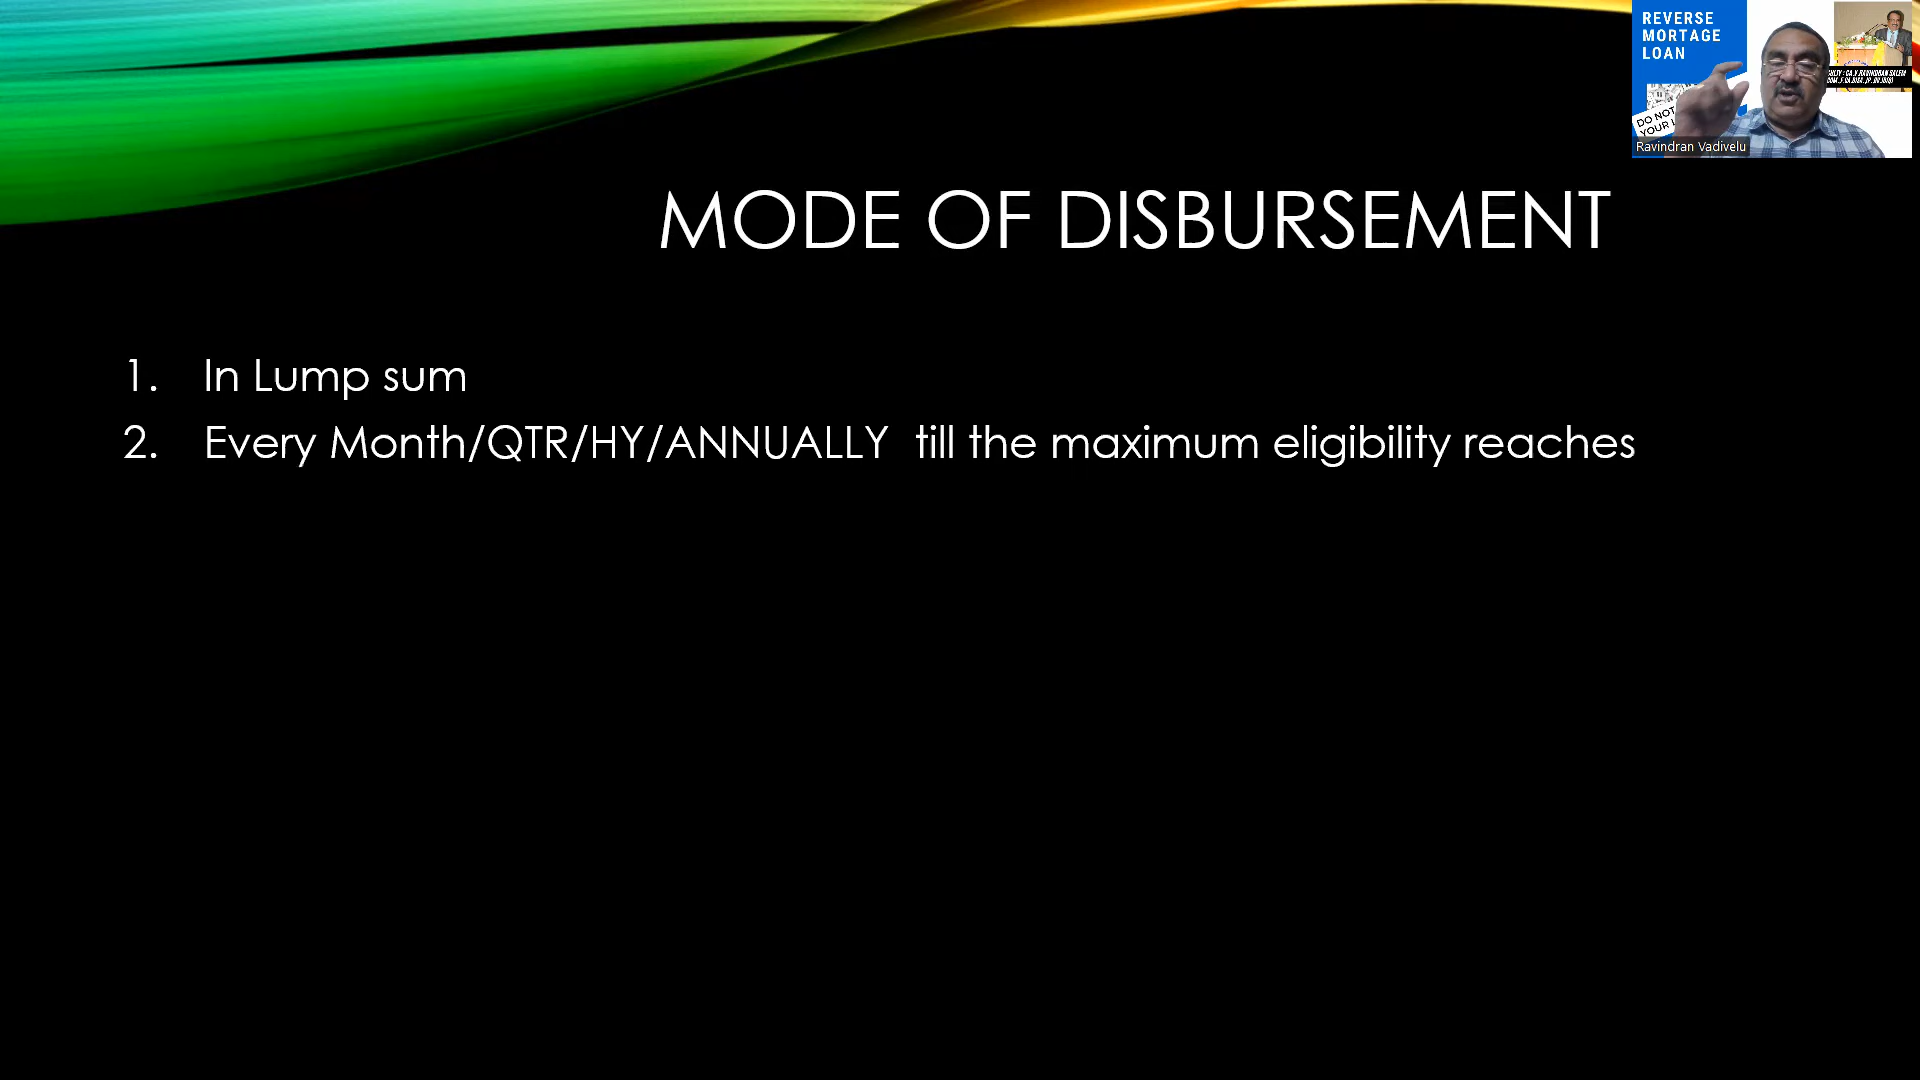 REVERSE
MORTAGE
LOAN
DO NOT
YOUR
Ravindran Vadivelu
MODE OF DISBURSEMENT
1. In Lump sum
2. Every Month/QTR/HY/ANNUALLY till the maximum eligibility reaches